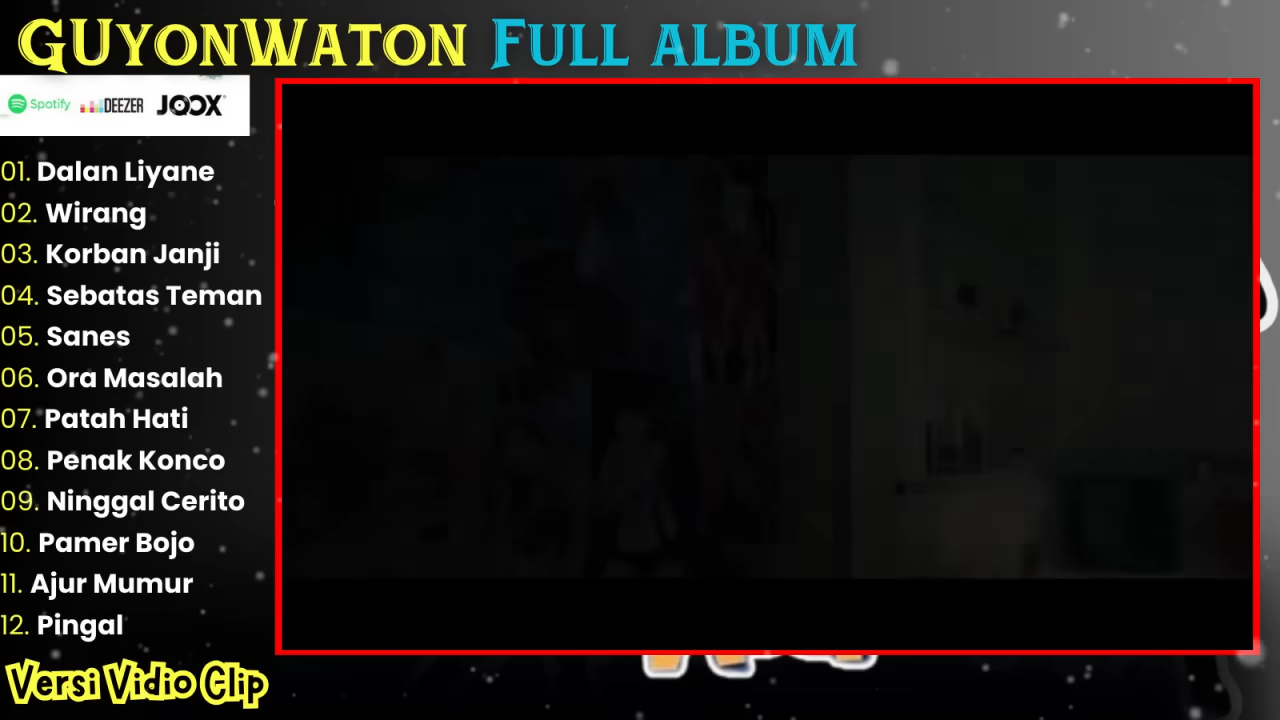 GUYONWATON FULL ALBUM
Spotify DEEZER JOOX
01. Dalan Liyane
02. Wirang
03. Korban Janji
04. Sebatas Teman
05. Sanes
06. Ora Masalah
07. Patah Hati
08. Penak Konco
09. Ninggal Cerito
10. Pamer Bojo
11. Ajur Mumur
12. Pingal
Versi Vidio Clip